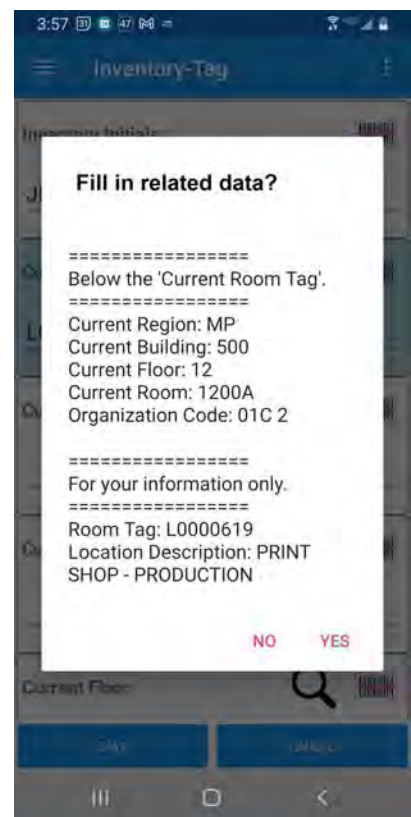 3:57
Inventory-Tag
Fill in related data?
=================
Below the 'Current Room Tag'.
=================
Current Region: MP
Current Building: 500
Current Floor: 12
Current Room: 1200A
Organization Code: 01C 2
=================
For your information only.
=================
Room Tag: L0000619
Location Description: PRINT
SHOP - PRODUCTION
NO YES
Current Floor